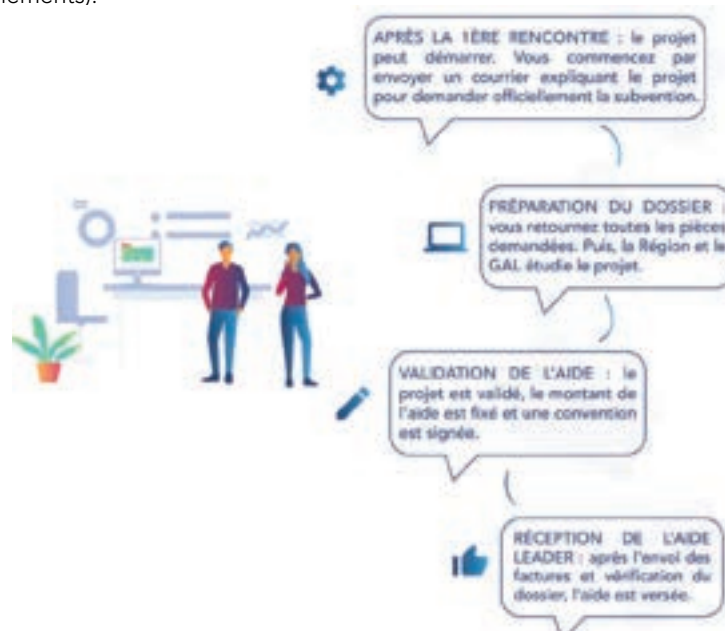 ements).
APRÈS LA 1ÈRE RENCONTRE : le projet
peut démarrer. Vous commencez par
envoyer un courrier expliquant le projet
pour demander officiellement la subvention.
PRÉPARATION DU DOSSIER :
vous retournez toutes les pièces
demandées. Puis, la Région et le
GAL étudie le projet.
VALIDATION DE L'AIDE : le
projet est validé, le montant de
l'aide est fixé et une convention
est signée.
RÉCEPTION DE L'AIDE
LEADER : après l'envoi des
factures et vérification du
dossier, l'aide est versée.